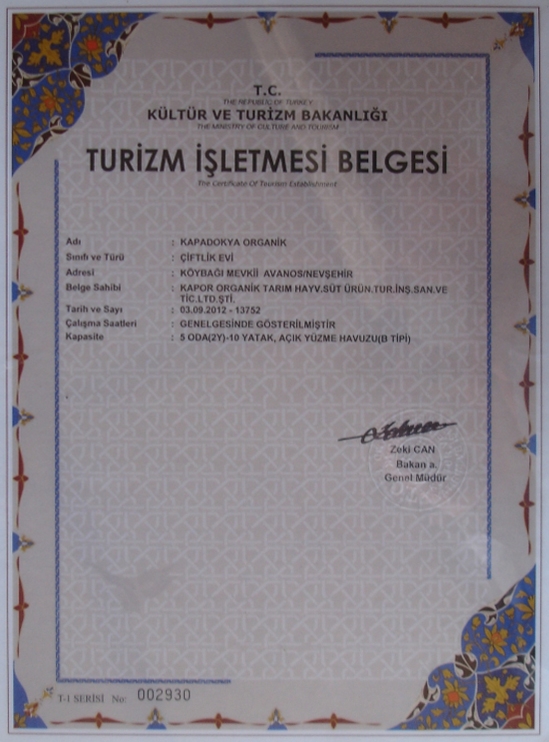 T.C.
THE REPUBLIC OF TURKEY
KÜLTÜR VE TURİZM BAKANLIĞI
THE MINISTRY OF CULTURE AND TOURISM
TURİZM İŞLETMESİ BELGESİ
The Certificate Of Tourism Establishment
Adı : KAPADOKYA ORGANİK
Sınıfı ve Türü : ÇİFTLİK EVİ
Adresi : KÖYBAĞI MEVKİİ AVANOS/NEVŞEHİR
Belge Sahibi : KAPOR ORGANİK TARIM HAYV.SÜT ÜRÜN.TUR.İNŞ.SAN.VE
TİC.LTD.ŞTİ.
Tarih ve Sayı : 03.09.2012 - 13752
Çalışma Saatleri : GENELGESİNDE GÖSTERİLMİŞTİR
Kapasite : 5 ODA(2Y)-10 YATAK, AÇIK YÜZME HAVUZU(B TİPİ)
Zeki CAN
Bakan a.
Genel Müdür
T-1 SERİSİ No: 002930